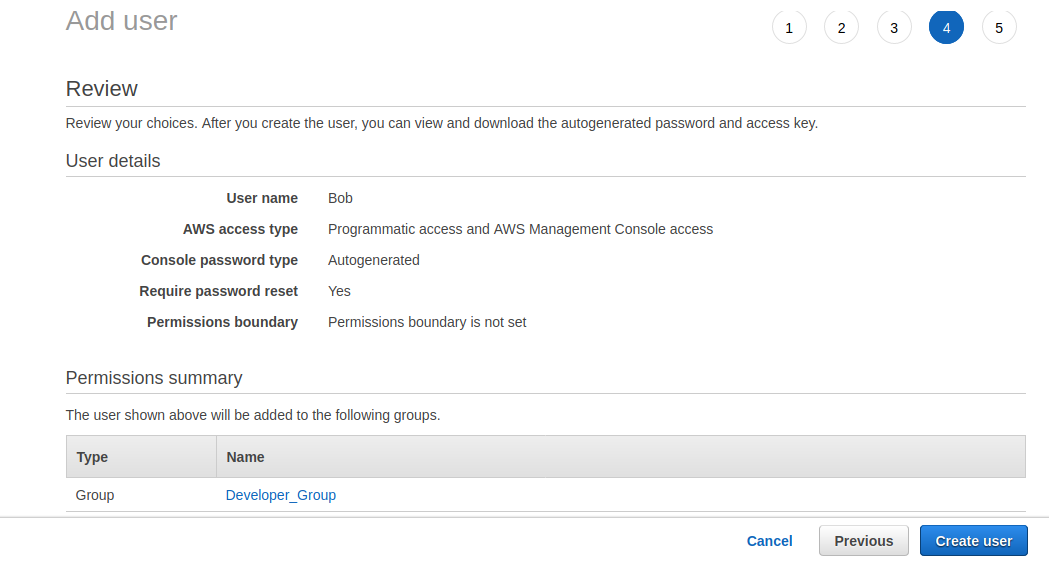 Add user
1 2 3 4 5
Review
Review your choices. After you create the user, you can view and download the autogenerated password and access key.
User details
User name Bob
AWS access type Programmatic access and AWS Management Console access
Console password type Autogenerated
Require password reset Yes
Permissions boundary Permissions boundary is not set
Permissions summary
The user shown above will be added to the following groups.
Type Name
Group Developer_Group
Cancel Previous Create user